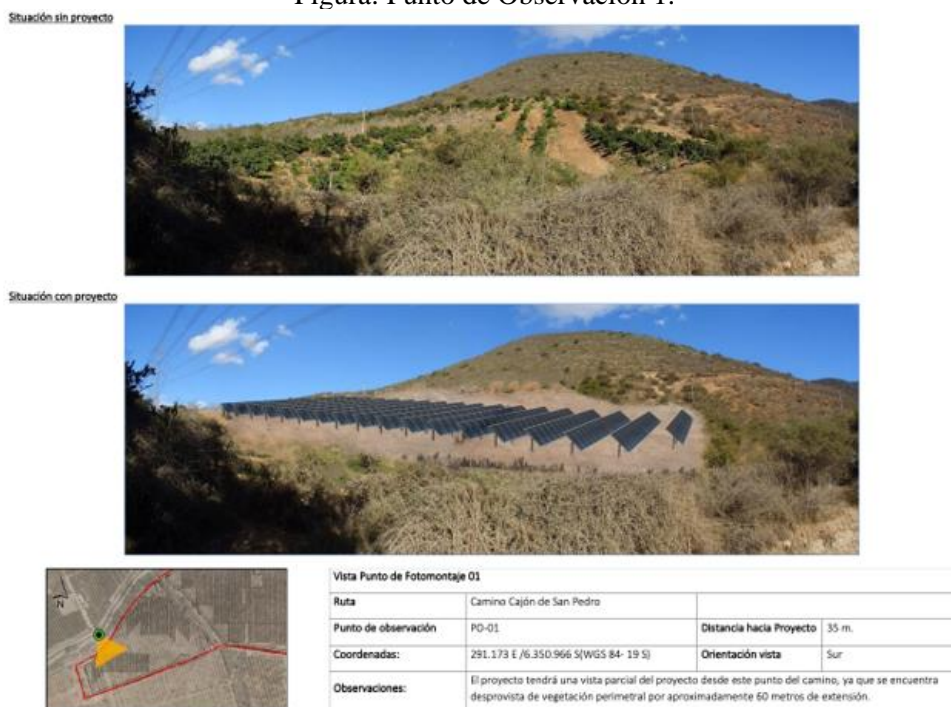 Figura: Punto de Observación 1.
Situación sin proyecto
Situación con proyecto
N
Vista Punto de Fotomontaje 01
Ruta Camino Cajón de San Pedro
Punto de observación PO-01 Distancia hacia Proyecto 35 m.
Coordenadas: 291.173 E /6.350.966 S(WGS 84- 19 S) Orientación vista Sur
Observaciones: El proyecto tendrá una vista parcial del proyecto desde este punto del camino, ya que se encuentra
desprovista de vegetación perimetral por aproximadamente 60 metros de extensión.